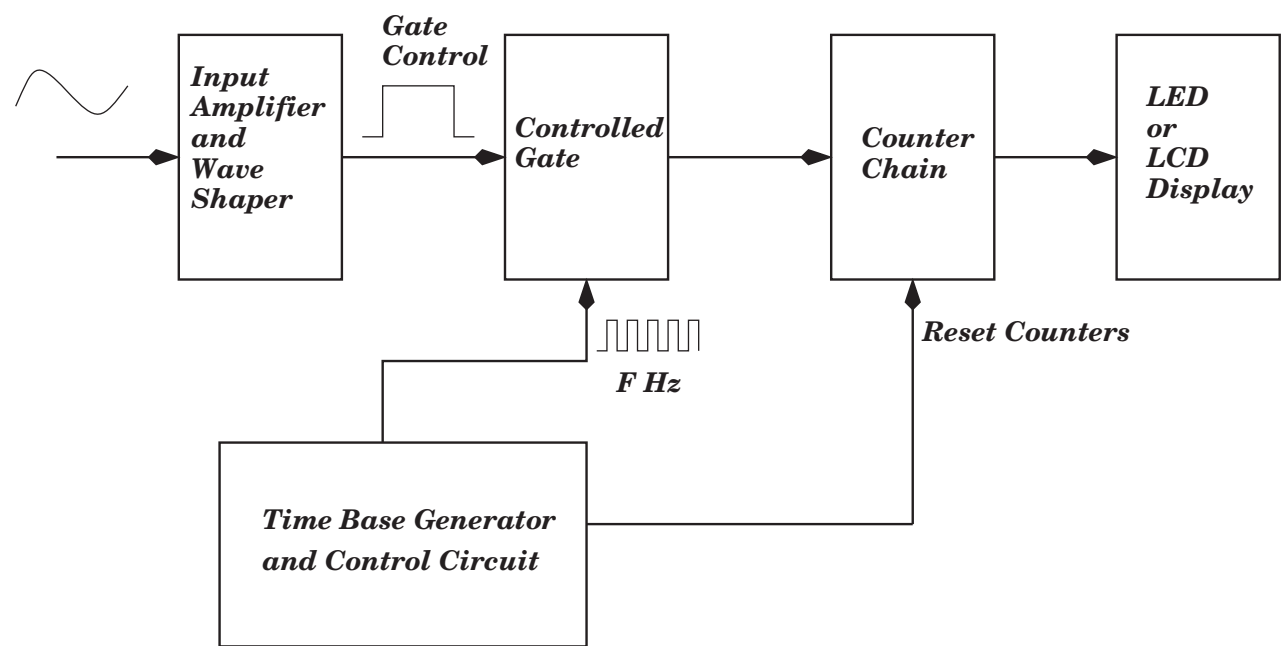 Gate
Control
Input
Amplifier
and
Wave
Shaper
Controlled
Gate
Counter
Chain
LED
or
LCD
Display
F Hz
Reset Counters
Time Base Generator
and Control Circuit